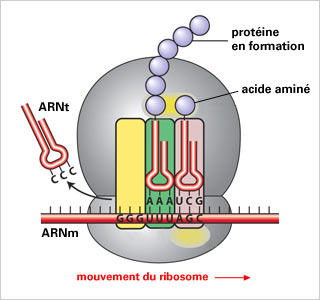 protéine
en formation
acide aminé
ARNt
C C C
A A A U C G
G G G U U U A G C
ARNm
mouvement du ribosome